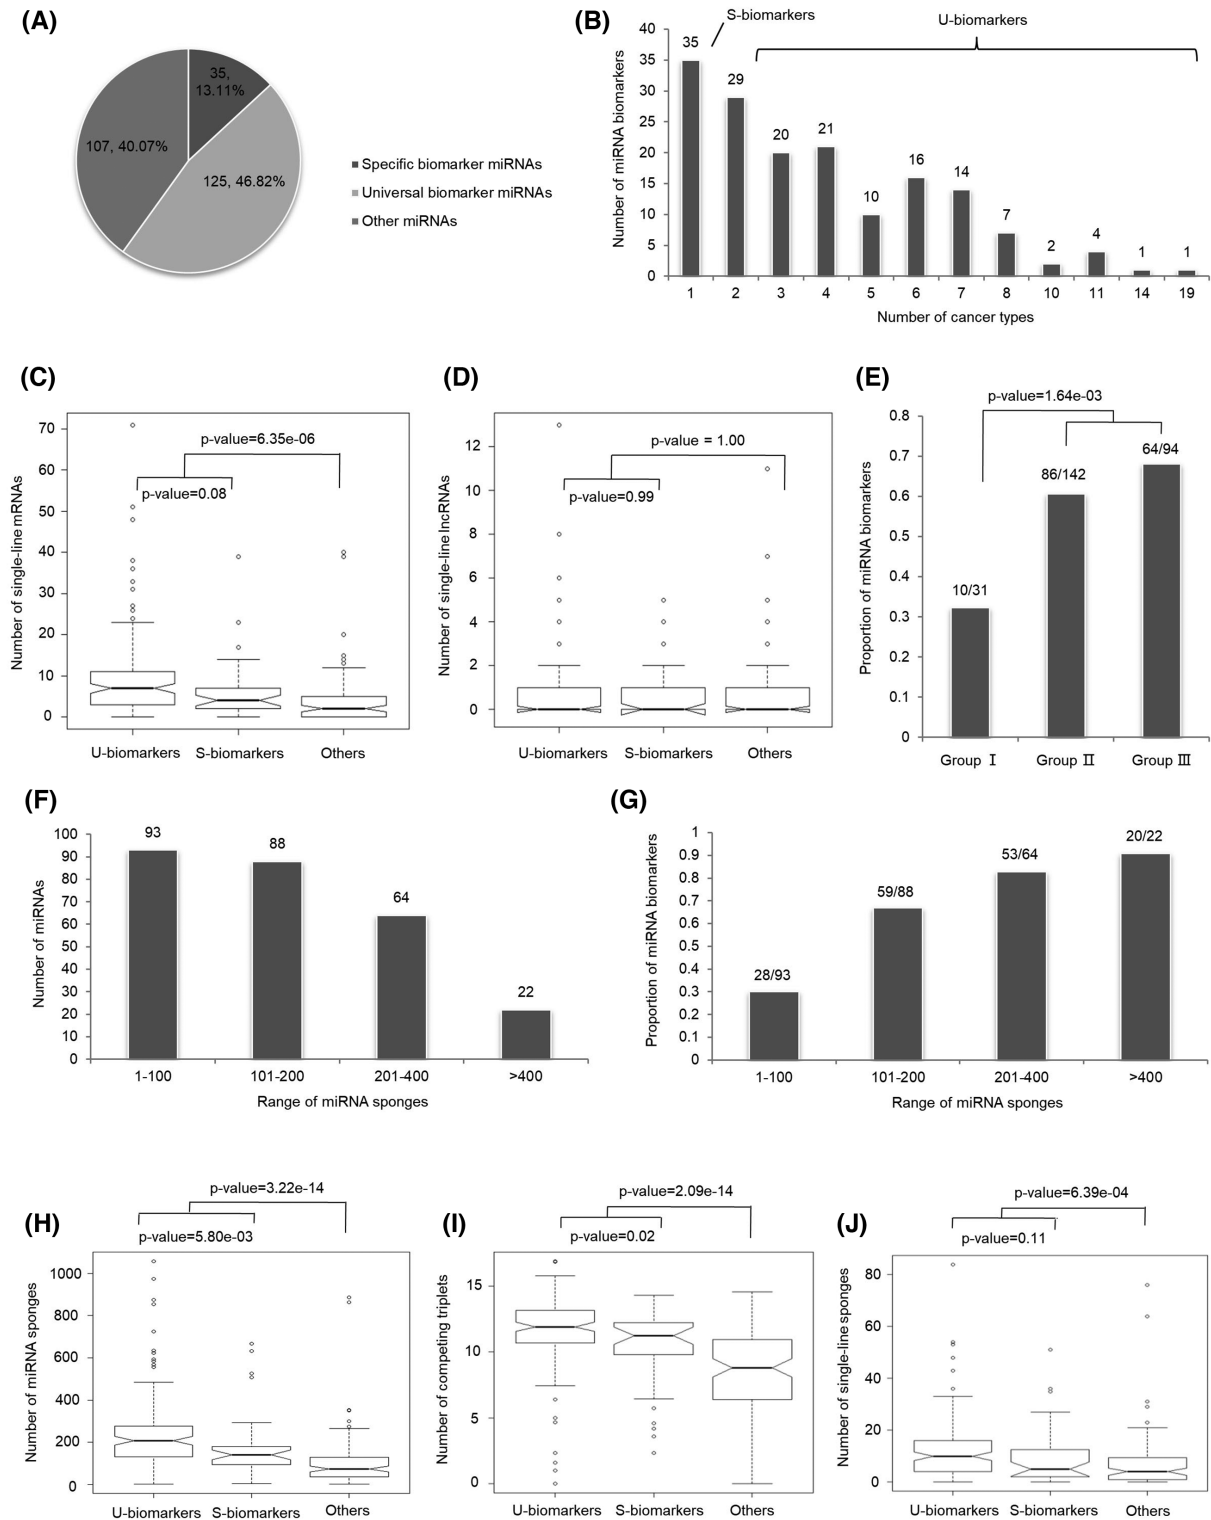 (A)
35,
13.11%
107, 40.07%
125, 46.82%
Specific biomarker miRNAs
Universal biomarker miRNAs
Other miRNAs
(B)
S-biomarkers
U-biomarkers
Number of miRNA biomarkers
40
35
30
25
20
15
10
5
0
35
29
20
21
10
16
14
7
2
4
1
1
1 2 3 4 5 6 7 8 10 11 14 19
Number of cancer types
(C)
p-value=6.35e-06
p-value=0.08
Number of single-line mRNAs
70
60
50
40
30
20
10
0
U-biomarkers S-biomarkers Others
(D)
p-value = 1.00
p-value=0.99
Number of single-line lncRNAs
12
10
8
6
4
2
0
U-biomarkers S-biomarkers Others
(E)
p-value=1.64e-03
Proportion of miRNA biomarkers
0.8
0.7
0.6
0.5
0.4
0.3
0.2
0.1
0
10/31
86/142
64/94
Group Ⅰ Group Ⅱ Group Ⅲ
(F)
Number of miRNAs
100
90
80
70
60
50
40
30
20
10
0
93
88
64
22
1-100 101-200 201-400 >400
Range of miRNA sponges
(G)
Proportion of miRNA biomarkers
1
0.9
0.8
0.7
0.6
0.5
0.4
0.3
0.2
0.1
0
28/93
59/88
53/64
20/22
1-100 101-200 201-400 >400
Range of miRNA sponges
(H)
p-value=3.22e-14
p-value=5.80e-03
Number of miRNA sponges
1000
800
600
400
200
0
U-biomarkers S-biomarkers Others
(I)
p-value=2.09e-14
p-value=0.02
Number of competing triplets
15
10
5
0
U-biomarkers S-biomarkers Others
(J)
p-value=6.39e-04
p-value=0.11
Number of single-line sponges
80
60
40
20
0
U-biomarkers S-biomarkers Others